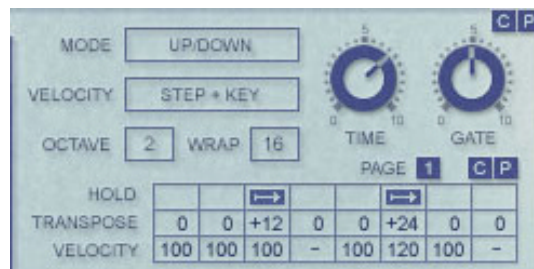 C P
MODE UP/DOWN
5 5
VELOCITY STEP + KEY
0 10 0 10
OCTAVE 2 WRAP 16 TIME GATE
PAGE 1 C P
HOLD
TRANSPOSE 0 0 +12 0 0 +24 0 0
VELOCITY 100 100 100 - 100 120 100 -